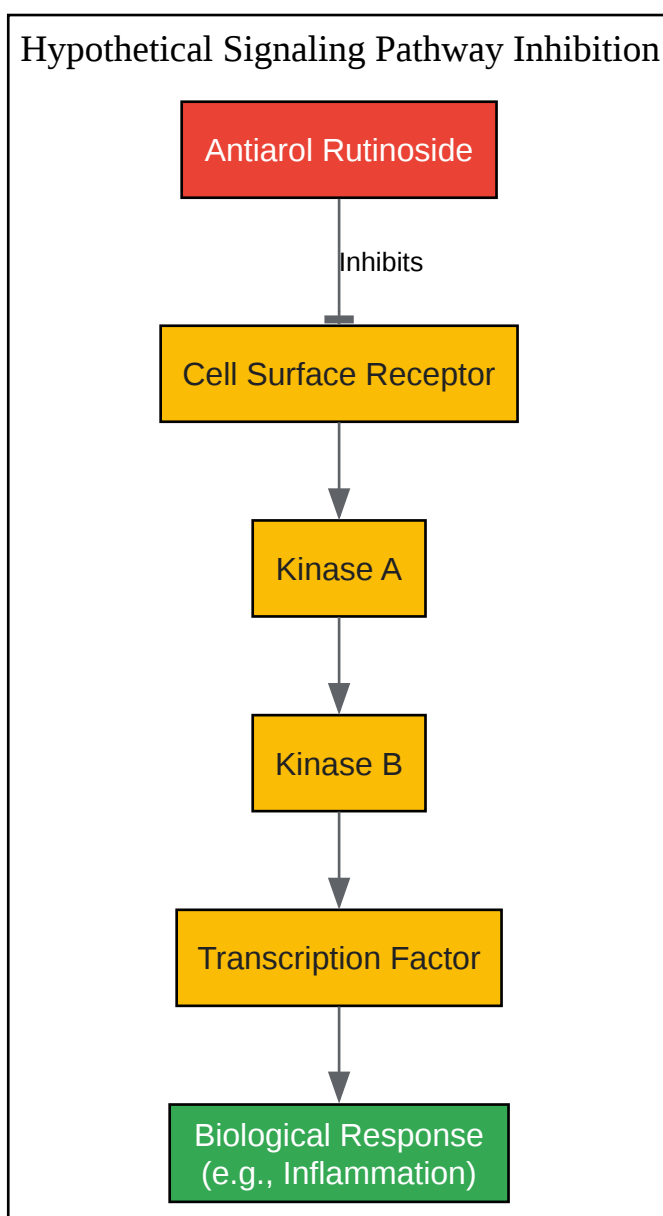 Hypothetical Signaling Pathway Inhibition
Antiarol Rutinoside
Inhibits
Cell Surface Receptor
Kinase A
Kinase B
Transcription Factor
Biological Response
(e.g., Inflammation)